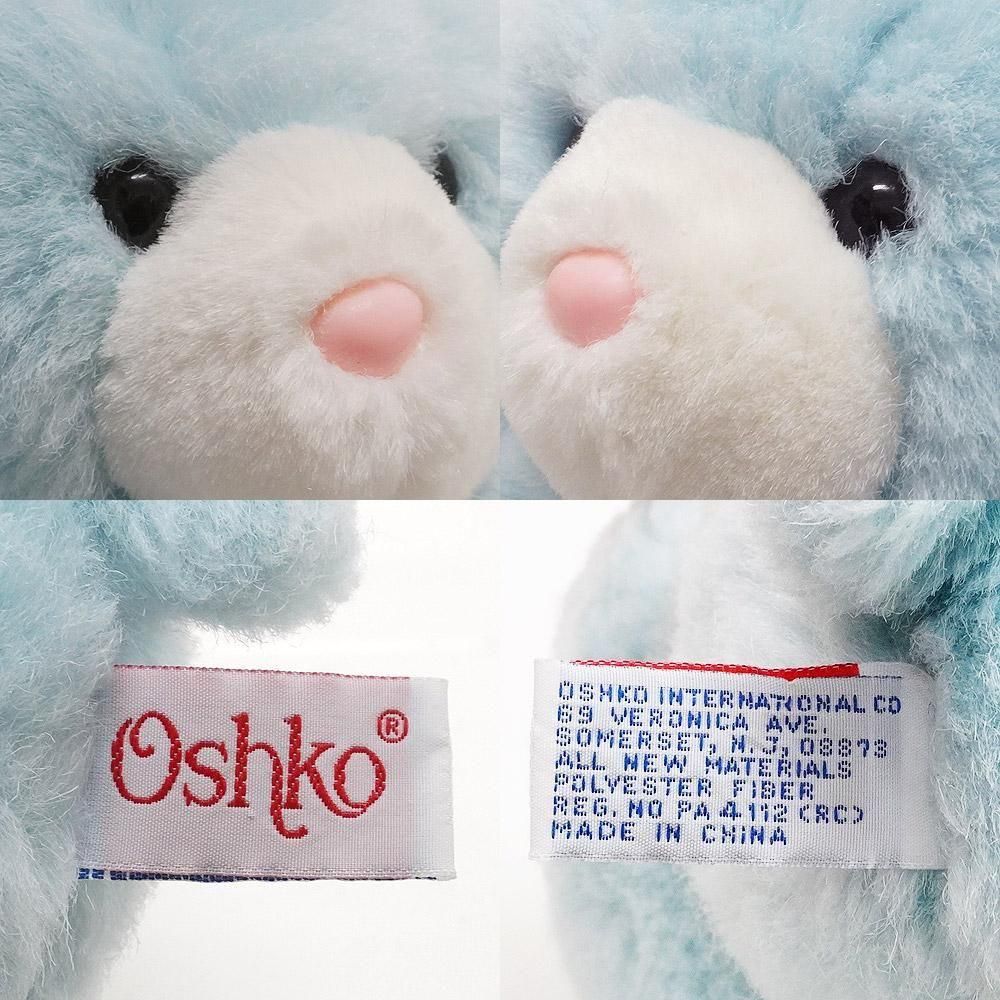 Oshko®
OSHKO INTERNATIONAL CO
69 VERONICA AVE.
SOMERSET, N.J, 08873
ALL NEW MATERIALS
POLYESTER FIBER
REG. NO PA 4112 (RC)
MADE IN CHINA